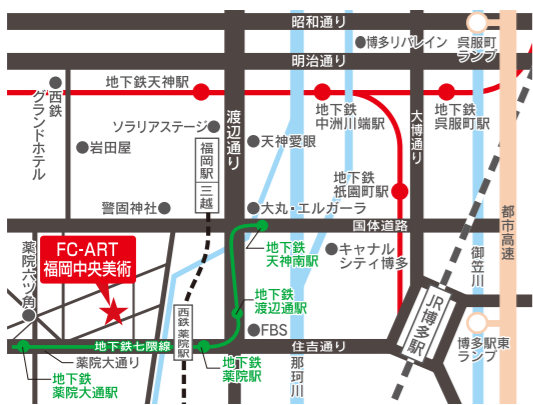 昭和通り
博多リバレイン
呉服町
ランプ
明治通り
地下鉄天神駅
西鉄
グランドホテル
ソラリアステージ
渡辺通り
地下鉄
中洲川端駅
大博通り
地下鉄
呉服町駅
岩田屋
福岡駅
三越
天神愛眼
地下鉄
祇園町駅
警固神社
大丸・エルガーラ
国体道路
都市高速
薬院六ツ角
FC-ART
福岡中央美術
地下鉄
天神南駅
キャナル
シティ博多
御笠川
地下鉄
渡辺通駅
西鉄薬院駅
FBS
JR博多駅
博多駅東
ランプ
地下鉄七隈線
住吉通り
薬院大通り
地下鉄
薬院大通駅
地下鉄
薬院駅
那珂川